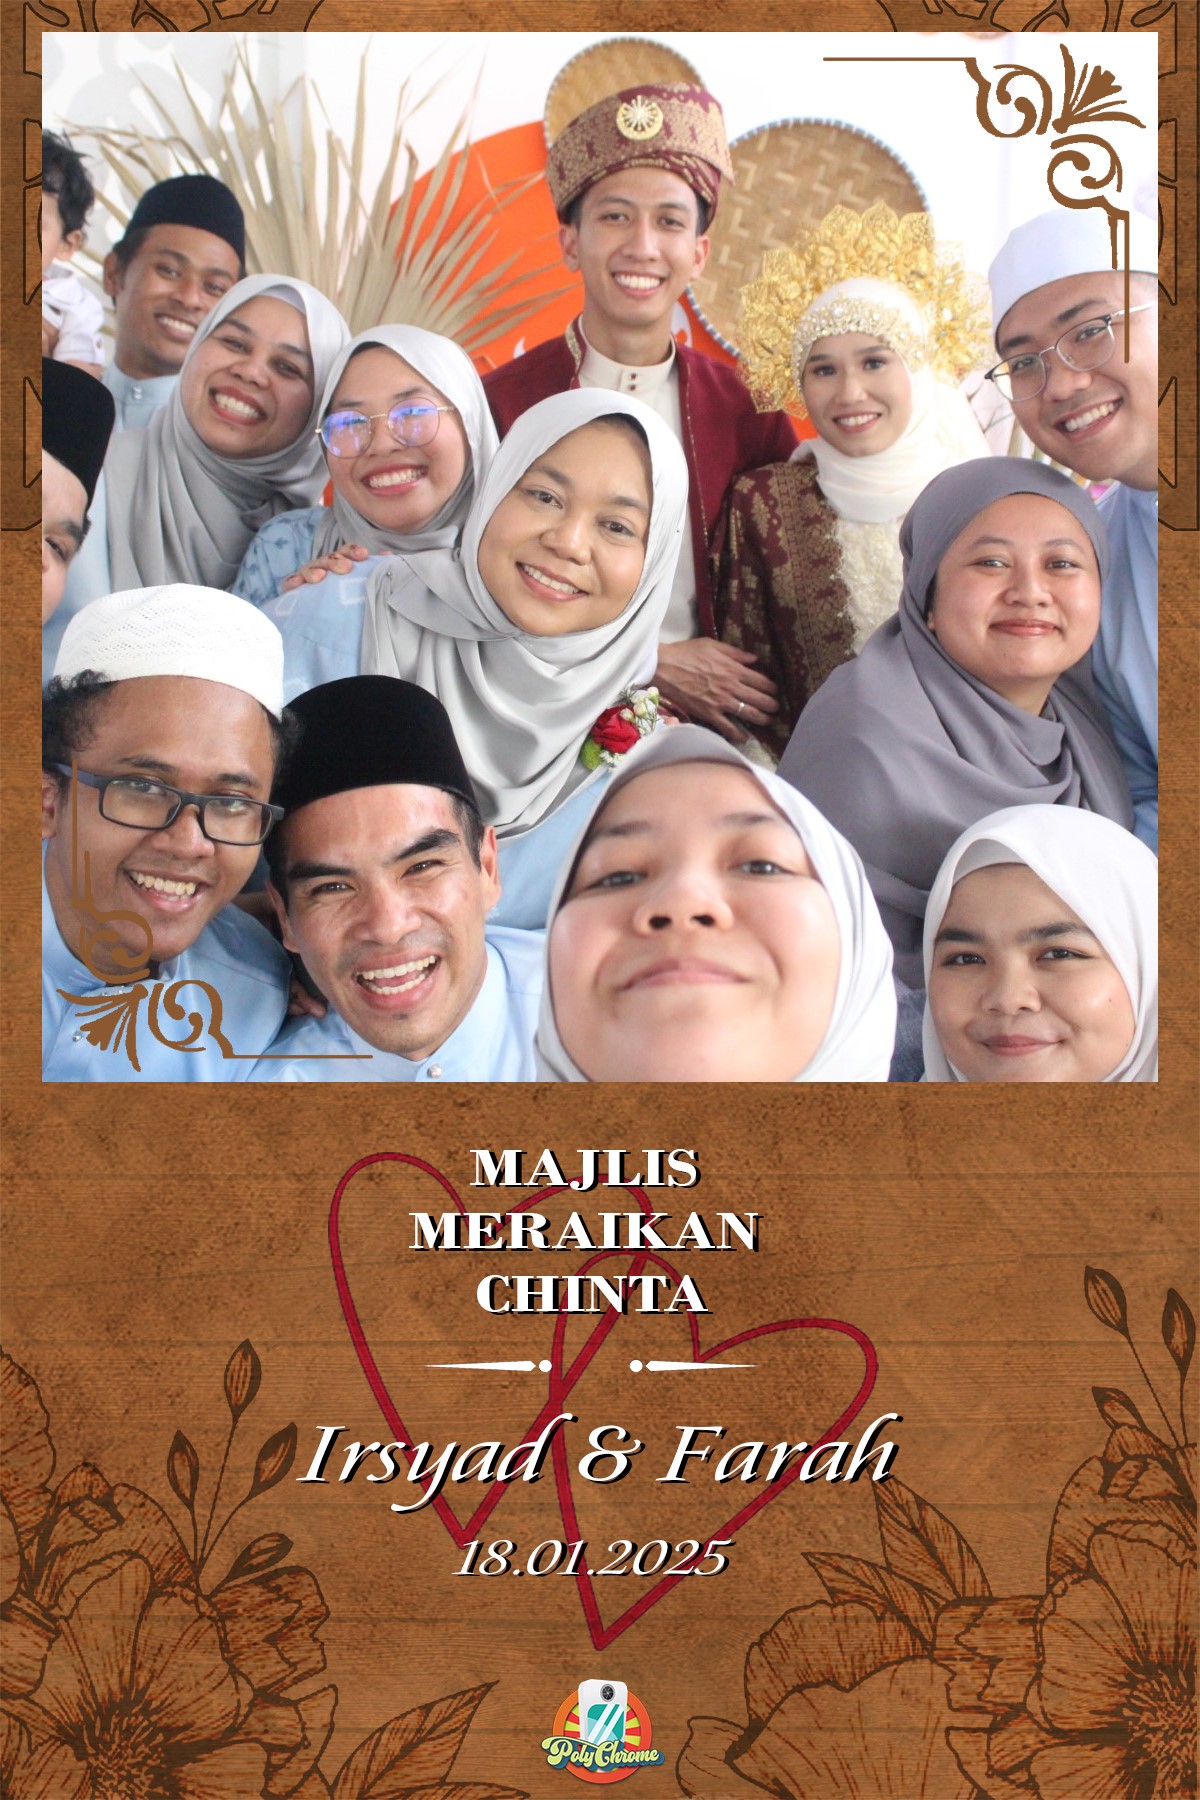 MAJLIS
MERAIKAN
CHINTA
Irsyad & Farah
18.01.2025
PolyChrome